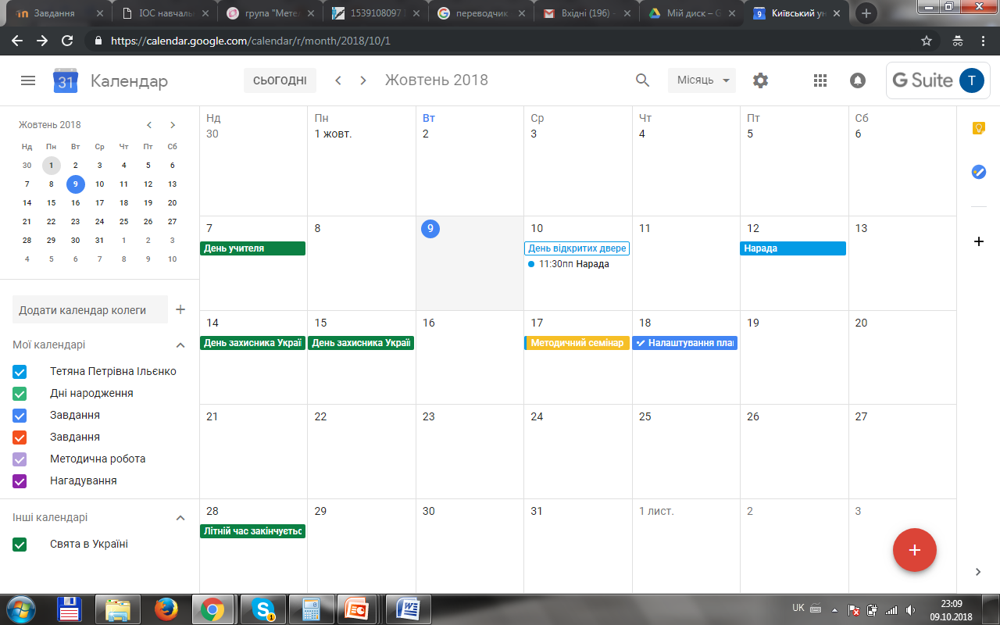 Завдання
ІОС навчаль
група "Мете
1539108097
переводчик
Вхідні (196) -
Мій диск – G
Київський ун
https://calendar.google.com/calendar/r/month/2018/10/1
31
Календар
СЬОГОДНІ
Жовтень 2018
Місяць
G Suite
T
Жовтень 2018
Нд Пн Вт Ср Чт Пт Сб
30 1 2 3 4 5 6
7 8 9 10 11 12 13
14 15 16 17 18 19 20
21 22 23 24 25 26 27
28 29 30 31 1 2 3
4 5 6 7 8 9 10
Додати календар колеги
Мої календарі
Тетяна Петрівна Ільєнко
Дні народження
Завдання
Завдання
Методична робота
Нагадування
Інші календарі
Свята в Україні
Нд Пн Вт Ср Чт Пт Сб
30 1 жовт. 2 3 4 5 6
7 8 9 10 11 12 13
День учителя
День відкритих двере
Нарада
11:30пп Нарада
14 15 16 17 18 19 20
День захисника Украї
День захисника Украї
Методичний семінар
Налаштування плаг
21 22 23 24 25 26 27
28 29 30 31 1 лист. 2 3
Літній час закінчуєтьс
UK
23:09
09.10.2018